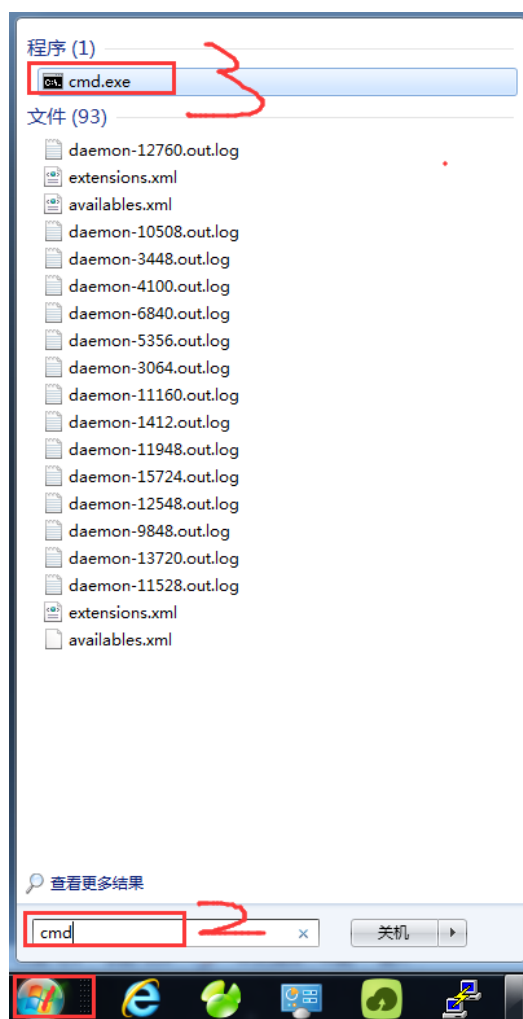 程序 (1)
3
cmd.exe
文件 (93)
daemon-12760.out.log
extensions.xml
availables.xml
daemon-10508.out.log
daemon-3448.out.log
daemon-4100.out.log
daemon-6840.out.log
daemon-5356.out.log
daemon-3064.out.log
daemon-11160.out.log
daemon-1412.out.log
daemon-11948.out.log
daemon-15724.out.log
daemon-12548.out.log
daemon-9848.out.log
daemon-13720.out.log
daemon-11528.out.log
extensions.xml
availables.xml
查看更多结果
cmd 2 关机